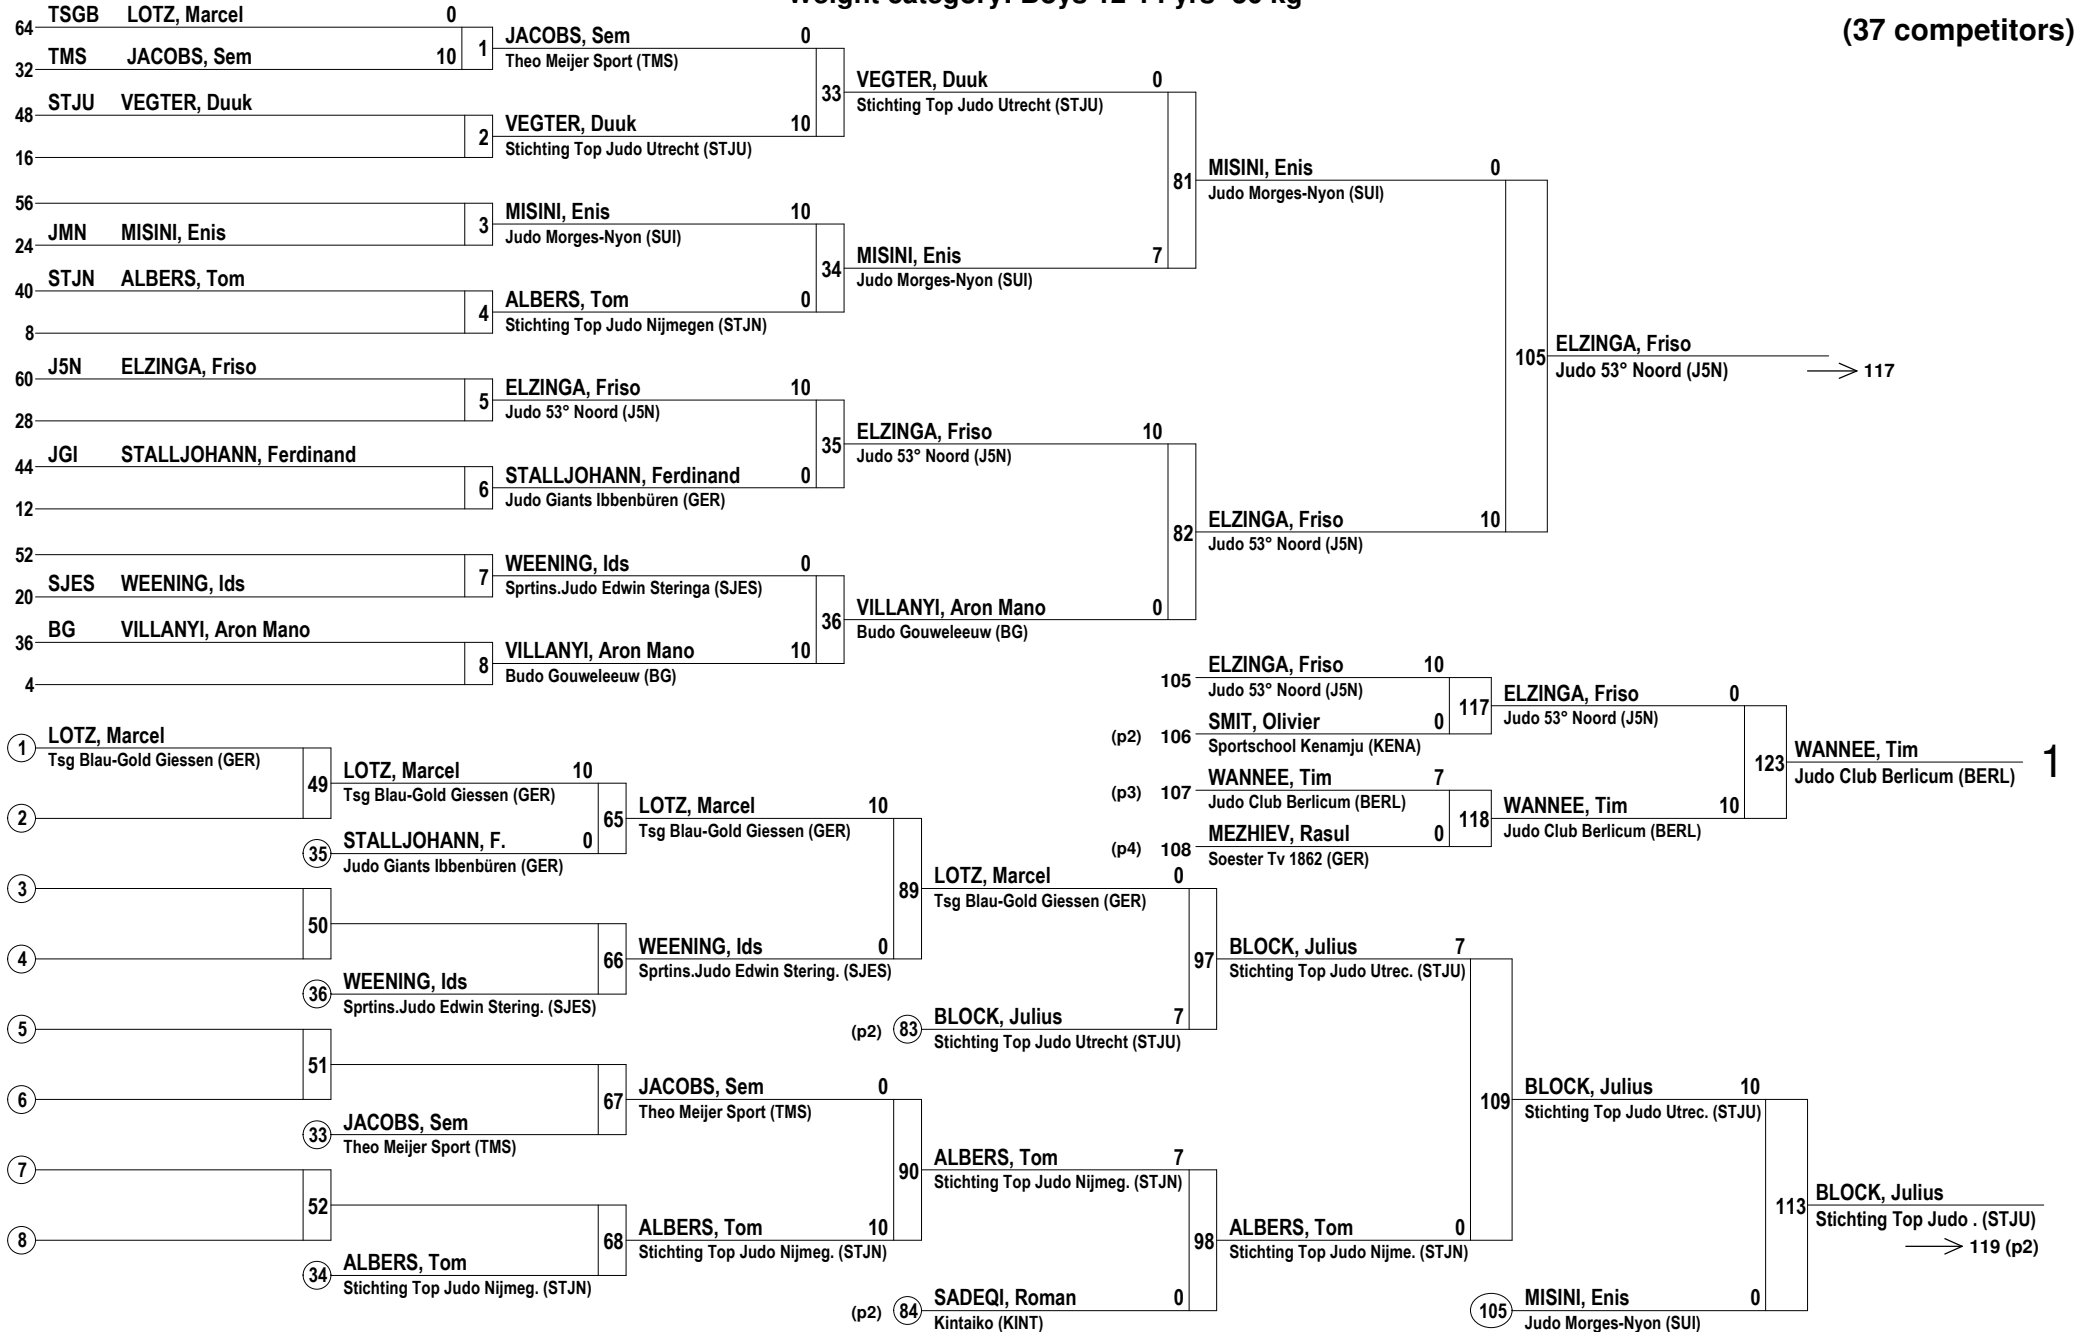 (37 competitors)
64 TSGB LOTZ, Marcel 0
32 TMS JACOBS, Sem 10
1
JACOBS, Sem 0
Theo Meijer Sport (TMS)
48 STJU VEGTER, Duuk
16
2
VEGTER, Duuk 10
Stichting Top Judo Utrecht (STJU)
33
VEGTER, Duuk 0
Stichting Top Judo Utrecht (STJU)
56
24 JMN MISINI, Enis
3
MISINI, Enis 10
Judo Morges-Nyon (SUI)
40 STJN ALBERS, Tom
8
4
ALBERS, Tom 0
Stichting Top Judo Nijmegen (STJN)
34
MISINI, Enis 7
Judo Morges-Nyon (SUI)
81
MISINI, Enis 0
Judo Morges-Nyon (SUI)
60 J5N ELZINGA, Friso
28
5
ELZINGA, Friso 10
Judo 53° Noord (J5N)
44 JGI STALLJOHANN, Ferdinand
12
6
STALLJOHANN, Ferdinand 0
Judo Giants Ibbenbüren (GER)
35
ELZINGA, Friso 10
Judo 53° Noord (J5N)
52
20 SJES WEENING, Ids
7
WEENING, Ids 0
Sprtins.Judo Edwin Steringa (SJES)
36 BG VILLANYI, Aron Mano
4
8
VILLANYI, Aron Mano 10
Budo Gouweleeuw (BG)
36
VILLANYI, Aron Mano 0
Budo Gouweleeuw (BG)
82
ELZINGA, Friso 10
Judo 53° Noord (J5N)
105
ELZINGA, Friso
Judo 53° Noord (J5N)
117
105 ELZINGA, Friso 10
Judo 53° Noord (J5N)
(p2) 106 SMIT, Olivier 0
Sportschool Kenamju (KENA)
117
ELZINGA, Friso 0
Judo 53° Noord (J5N)
(p3) 107 WANNEE, Tim 7
Judo Club Berlicum (BERL)
(p4) 108 MEZHIEV, Rasul 0
Soester Tv 1862 (GER)
118
WANNEE, Tim 10
Judo Club Berlicum (BERL)
123
WANNEE, Tim
Judo Club Berlicum (BERL)
1
1 LOTZ, Marcel
Tsg Blau-Gold Giessen (GER)
2
49
LOTZ, Marcel 10
Tsg Blau-Gold Giessen (GER)
35 STALLJOHANN, F. 0
Judo Giants Ibbenbüren (GER)
65
LOTZ, Marcel 10
Tsg Blau-Gold Giessen (GER)
3
4
50
36 WEENING, Ids
Sprtins.Judo Edwin Stering. (SJES)
66
WEENING, Ids 0
Sprtins.Judo Edwin Stering. (SJES)
89
LOTZ, Marcel 0
Tsg Blau-Gold Giessen (GER)
(p2) 83 BLOCK, Julius 7
Stichting Top Judo Utrecht (STJU)
97
BLOCK, Julius 7
Stichting Top Judo Utrec. (STJU)
5
6
51
33 JACOBS, Sem
Theo Meijer Sport (TMS)
67
JACOBS, Sem 0
Theo Meijer Sport (TMS)
7
8
52
34 ALBERS, Tom
Stichting Top Judo Nijmeg. (STJN)
68
ALBERS, Tom 10
Stichting Top Judo Nijmeg. (STJN)
90
ALBERS, Tom 7
Stichting Top Judo Nijmeg. (STJN)
(p2) 84 SADEQI, Roman 0
Kintaiko (KINT)
98
ALBERS, Tom 0
Stichting Top Judo Nijme. (STJN)
109
BLOCK, Julius 10
Stichting Top Judo Utrec. (STJU)
105 MISINI, Enis 0
Judo Morges-Nyon (SUI)
113
BLOCK, Julius
Stichting Top Judo . (STJU)
119 (p2)